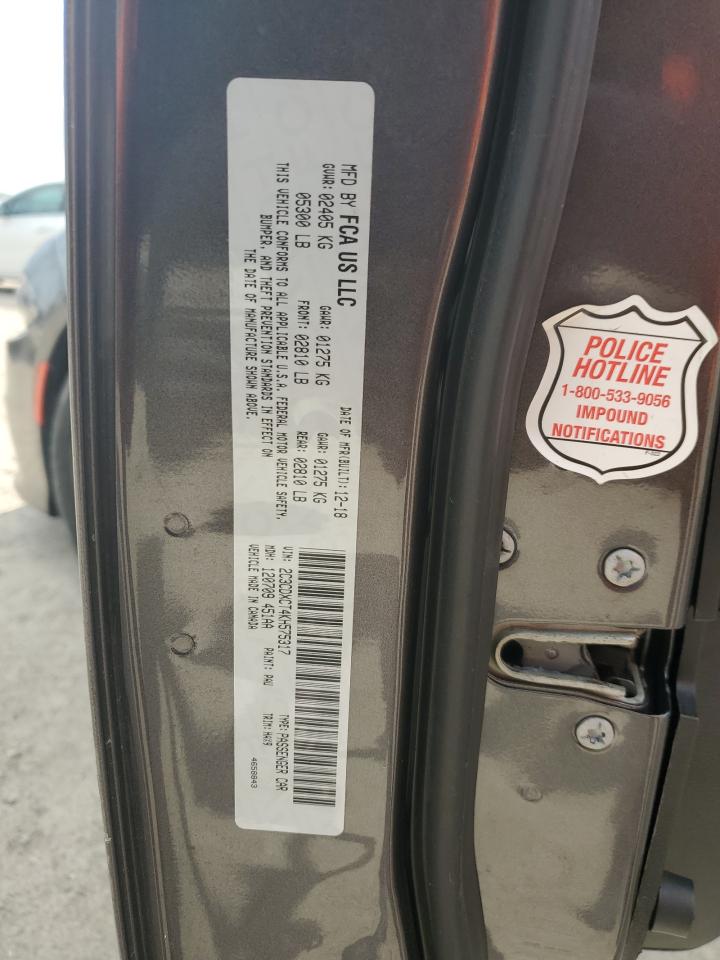 MFD BY FCA US LLC
GVWR: 02405 KG GAWR: 01275 KG GAWR: 01275 KG
05300 LB FRONT: 02810 LB REAR: 02810 LB
DATE OF MFR(BUILT): 12-18
THIS VEHICLE CONFORMS TO ALL APPLICABLE U.S.A. FEDERAL MOTOR VEHICLE SAFETY,
BUMPER, AND THEFT PREVENTION STANDARDS IN EFFECT ON
THE DATE OF MANUFACTURE SHOWN ABOVE.
VIN: 2C3CDXCT4KH575317 TYPE: PASSENGER CAR
MDH: 120709 451AA PAINT: PAU TRIM: HAX9
VEHICLE MADE IN CANADA 4658843
POLICE
HOTLINE
1-800-533-9056
IMPOUND
NOTIFICATIONS